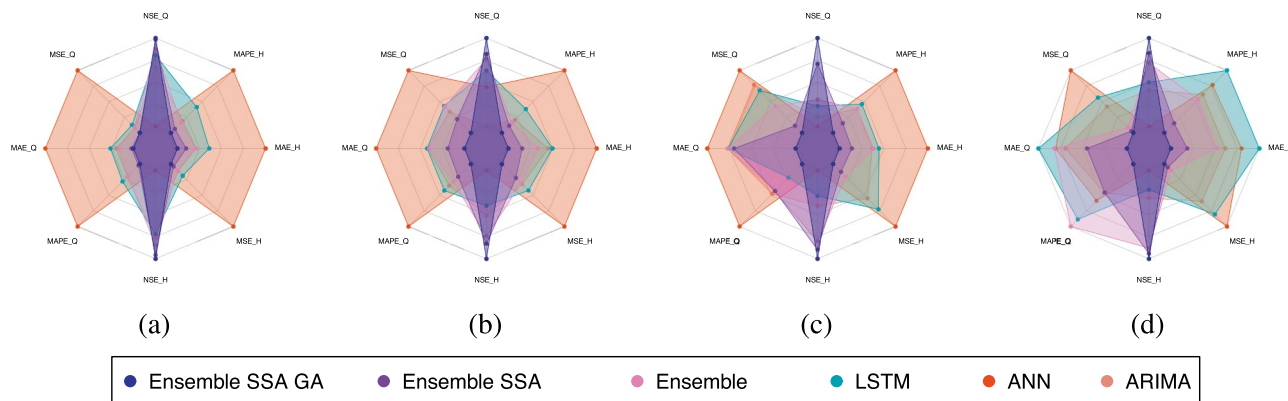 NSE_Q
MAPE_H
MAE_H
MSE_H
NSE_H
MAPE_Q
MAE_Q
MSE_Q
(a)
NSE_Q
MAPE_H
MAE_H
MSE_H
NSE_H
MAPE_Q
MAE_Q
MSE_Q
(b)
NSE_Q
MAPE_H
MAE_H
MSE_H
NSE_H
MAPE_Q
MAE_Q
MSE_Q
(c)
NSE_Q
MAPE_H
MAE_
MSE_H
NSE_H
MAE_Q
MSE_Q
(d)
Ensemble SSA GA Ensemble SSA Ensemble LSTM ANN ARIMA